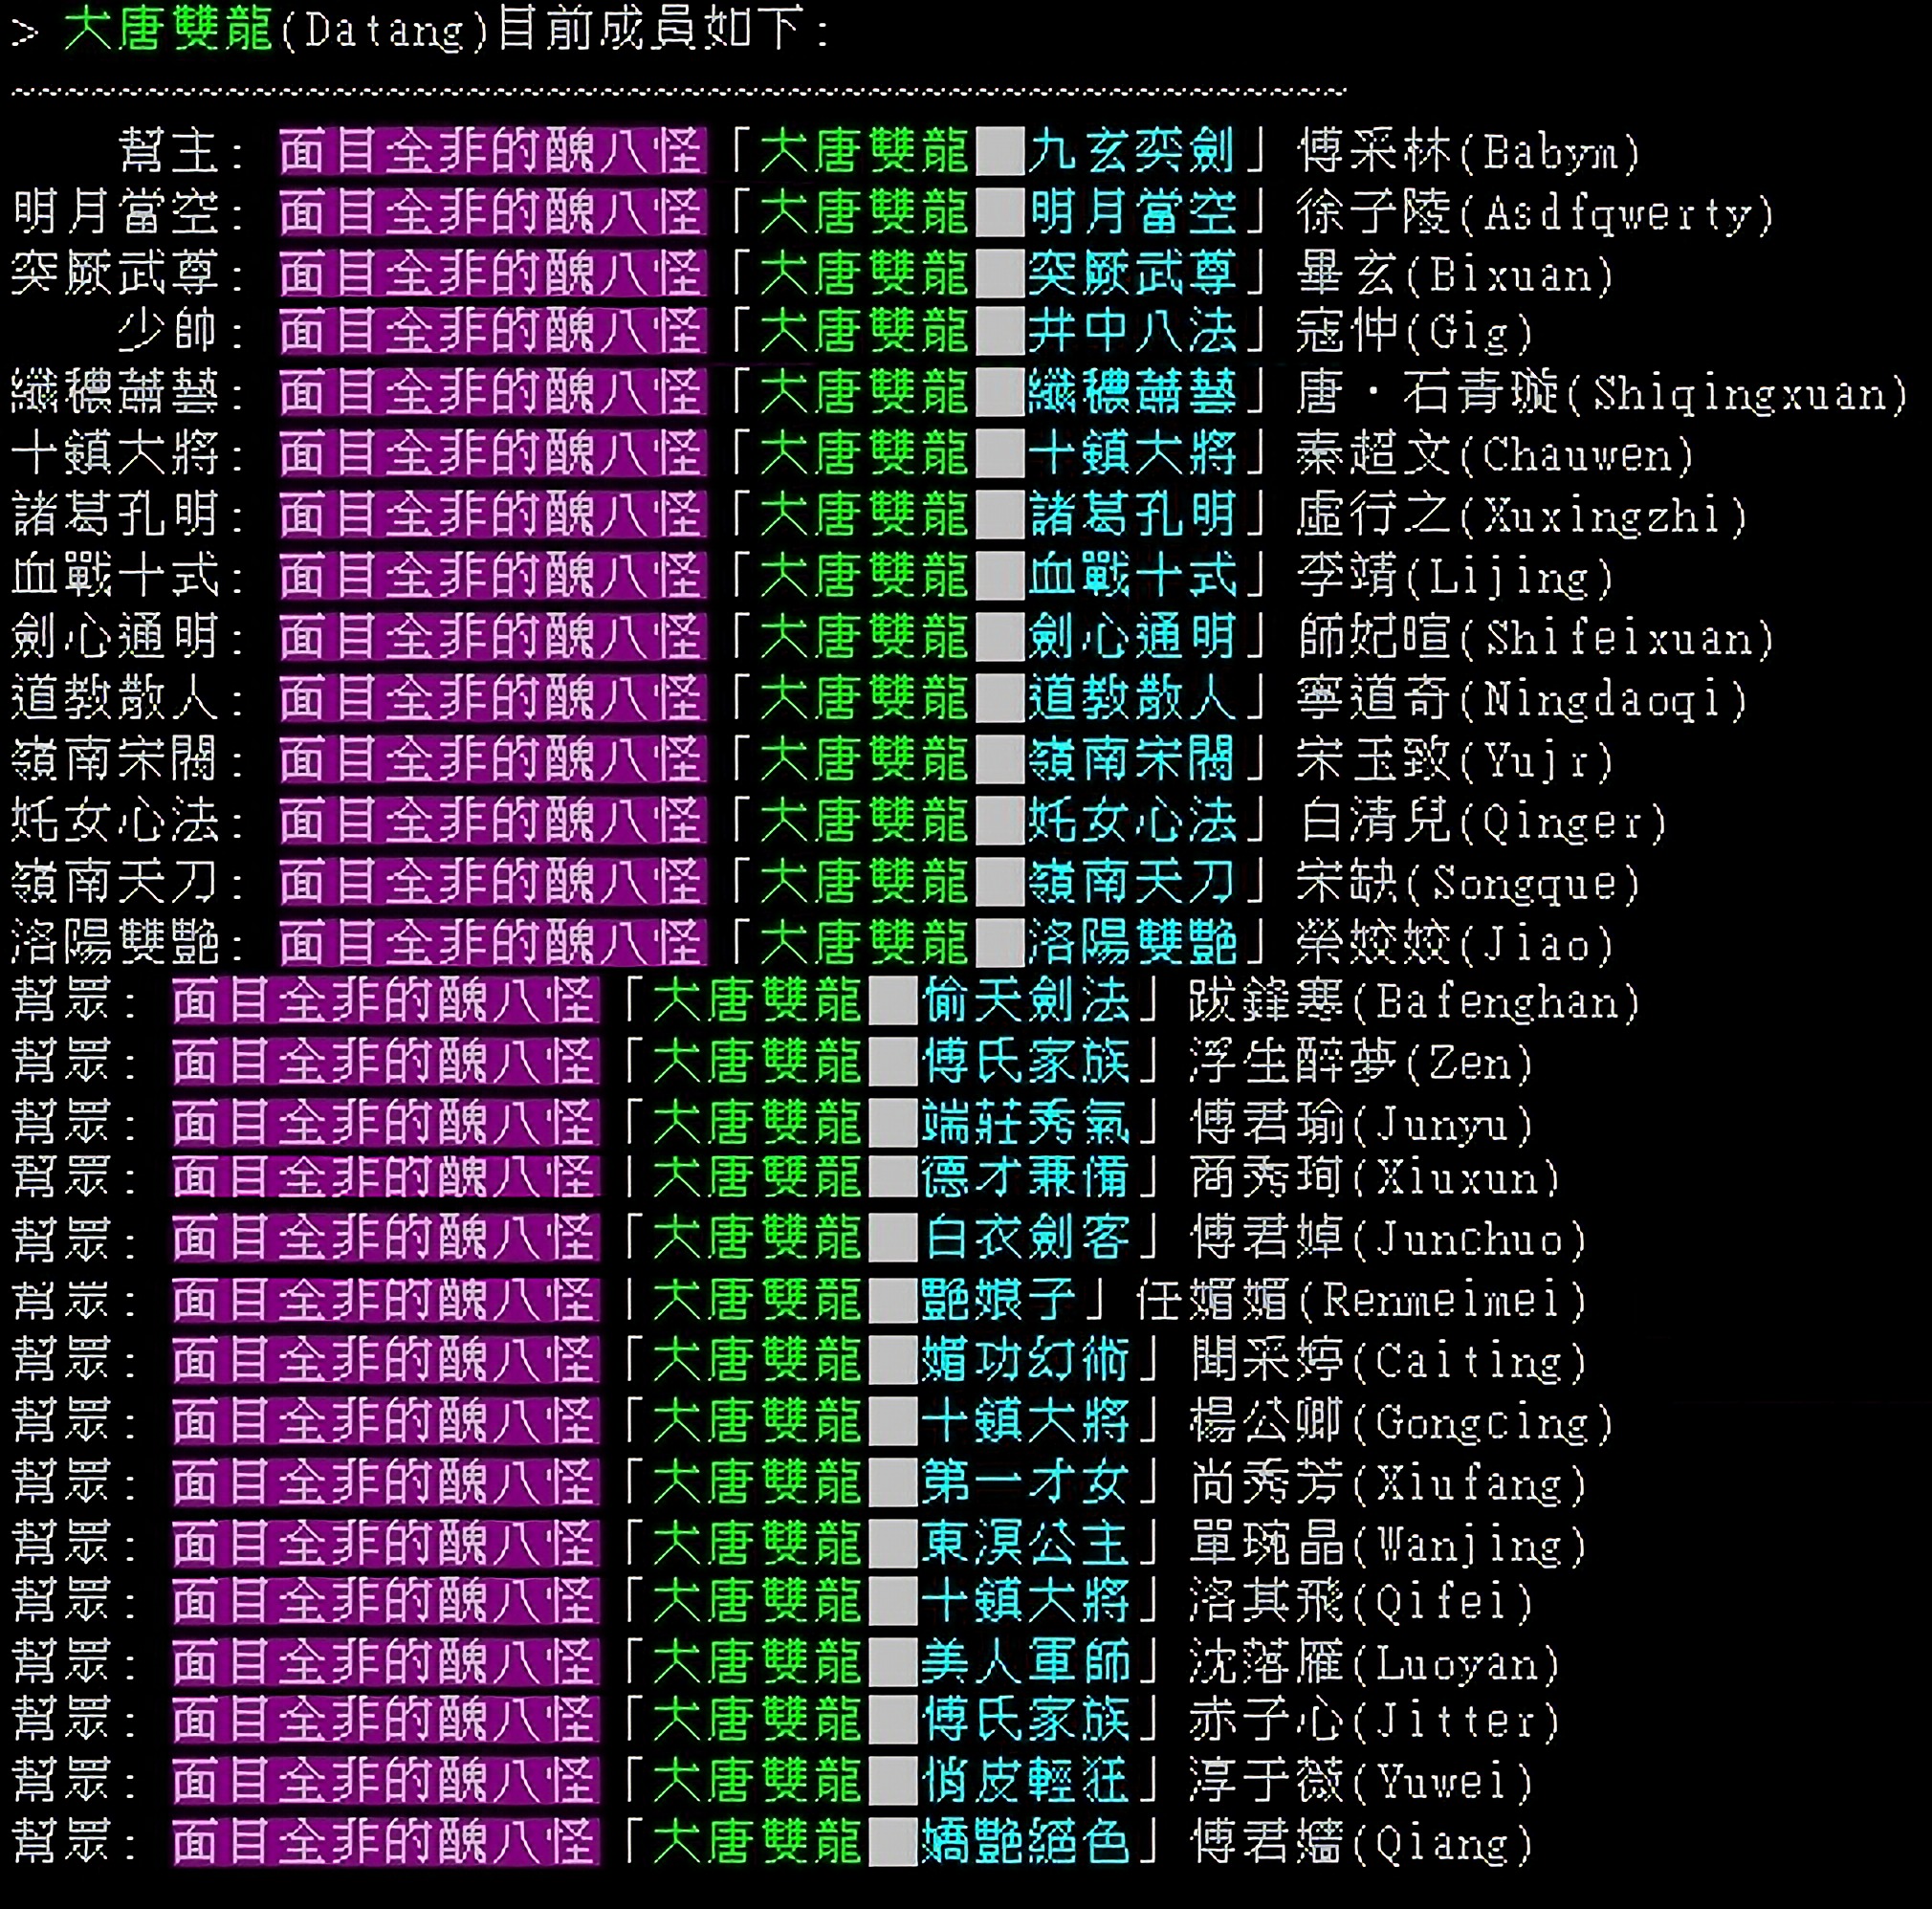 > 大唐雙龍(Datang)目前成員如下:
~~~~~~~~~~~~~~~~~~~~~~~~~~~~~~~~~~~~~~~~~~~~~~~~~~
幫主: 面目全非的醜八怪「大唐雙龍█九玄奕劍」傅采林(Babym)
明月當空: 面目全非的醜八怪「大唐雙龍█明月當空」徐子陵(Asdfqwerty)
突厥武尊: 面目全非的醜八怪「大唐雙龍█突厥武尊」畢玄(Bixuan)
少帥: 面目全非的醜八怪「大唐雙龍█井中八法」寇仲(Gig)
纖穠蕭藝: 面目全非的醜八怪「大唐雙龍█纖穠蕭藝」唐‧石青璇(Shiqingxuan)
十鎮大將: 面目全非的醜八怪「大唐雙龍█十鎮大將」秦超文(Chauwen)
諸葛孔明: 面目全非的醜八怪「大唐雙龍█諸葛孔明」虛行之(Xuxingzhi)
血戰十式: 面目全非的醜八怪「大唐雙龍█血戰十式」李靖(Lijing)
劍心通明: 面目全非的醜八怪「大唐雙龍█劍心通明」師妃暄(Shifeixuan)
道教散人: 面目全非的醜八怪「大唐雙龍█道教散人」寧道奇(Ningdaoqi)
嶺南宋閥: 面目全非的醜八怪「大唐雙龍█嶺南宋閥」宋玉致(Yujr)
奼女心法: 面目全非的醜八怪「大唐雙龍█奼女心法」白清兒(Qinger)
嶺南天刀: 面目全非的醜八怪「大唐雙龍█嶺南天刀」宋缺(Songque)
洛陽雙艷: 面目全非的醜八怪「大唐雙龍█洛陽雙艷」榮姣姣(Jiao)
幫眾: 面目全非的醜八怪「大唐雙龍█偷天劍法」跋鋒寒(Bafenghan)
幫眾: 面目全非的醜八怪「大唐雙龍█傅氏家族」浮生醉夢(Zen)
幫眾: 面目全非的醜八怪「大唐雙龍█端莊秀氣」傅君瑜(Junyu)
幫眾: 面目全非的醜八怪「大唐雙龍█德才兼備」商秀珣(Xiuxun)
幫眾: 面目全非的醜八怪「大唐雙龍█白衣劍客」傅君婥(Junchuo)
幫眾: 面目全非的醜八怪「大唐雙龍█艷娘子」任媚媚(Renmeimei)
幫眾: 面目全非的醜八怪「大唐雙龍█媚功幻術」聞采婷(Caiting)
幫眾: 面目全非的醜八怪「大唐雙龍█十鎮大將」楊公卿(Gongcing)
幫眾: 面目全非的醜八怪「大唐雙龍█第一才女」尚秀芳(Xiufang)
幫眾: 面目全非的醜八怪「大唐雙龍█東溟公主」單琬晶(Wanjing)
幫眾: 面目全非的醜八怪「大唐雙龍█十鎮大將」洛其飛(Qifei)
幫眾: 面目全非的醜八怪「大唐雙龍█美人軍師」沈落雁(Luoyan)
幫眾: 面目全非的醜八怪「大唐雙龍█傅氏家族」赤子心(Jitter)
幫眾: 面目全非的醜八怪「大唐雙龍█俏皮輕狂」淳于薇(Yuwei)
幫眾: 面目全非的醜八怪「大唐雙龍█嬌艷絕色」傅君嬙(Qiang)